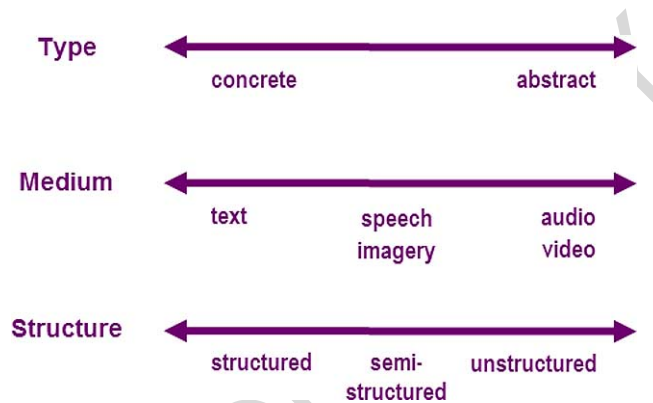 Type
concrete abstract
Medium
text speech audio
imagery video
Structure
structured semi- unstructured
structured